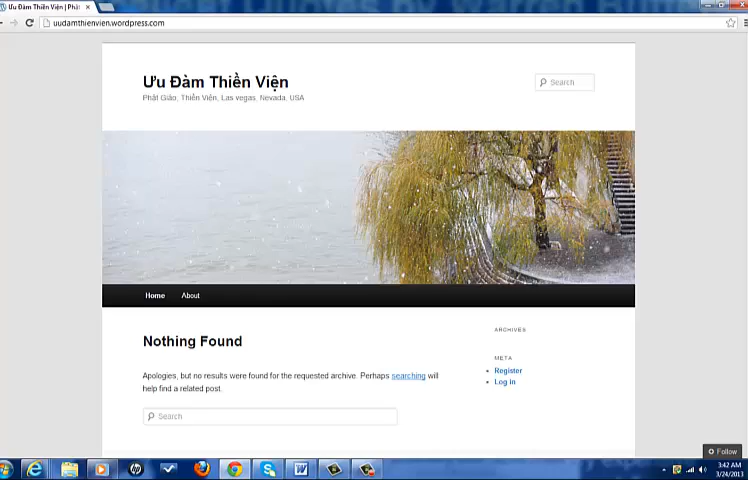 Ưu Đàm Thiền Viện | Phật
uudamthienvien.wordpress.com
Ưu Đàm Thiền Viện
Phật Giáo, Thiền Viện, Las vegas, Nevada, USA
Search
Home
About
Nothing Found
Apologies, but no results were found for the requested archive. Perhaps searching will
help find a related post.
Search
ARCHIVES
META
Register
Log in
Follow
3:42 AM
3/24/2013